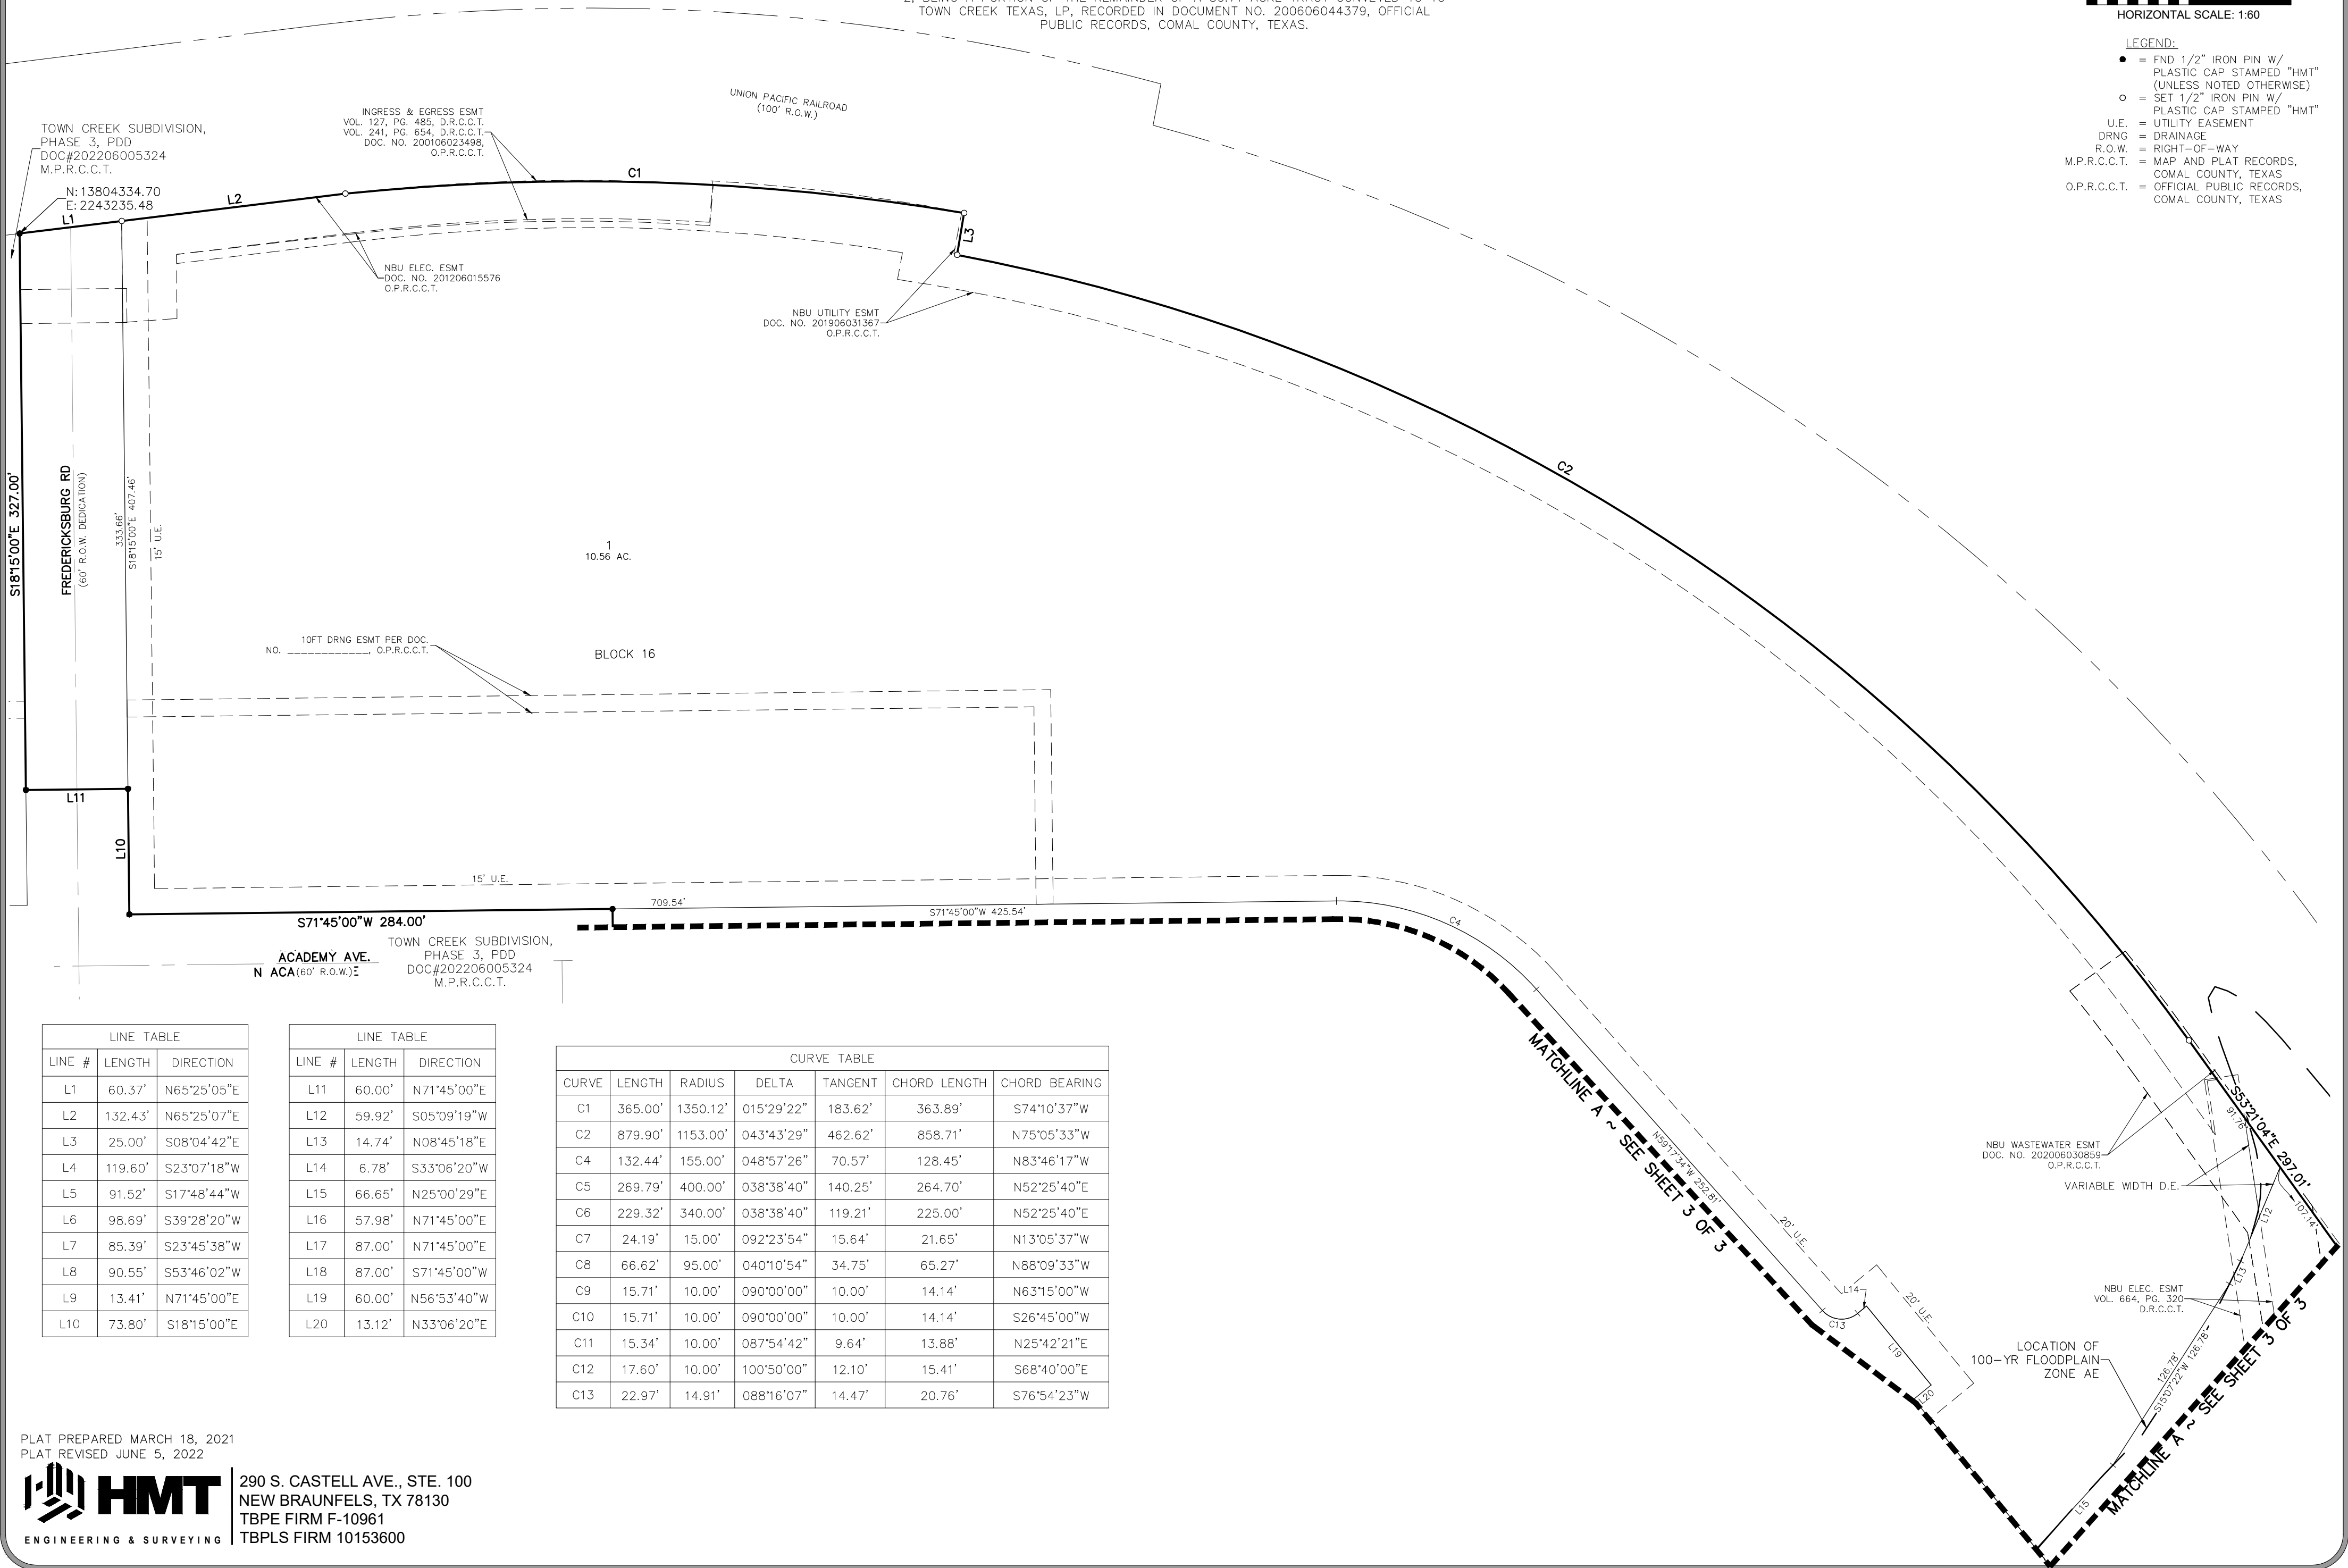 TOWN CREEK TEXAS, LP, RECORDED IN DOCUMENT NO. 200606044379, OFFICIAL
PUBLIC RECORDS, COMAL COUNTY, TEXAS.
HORIZONTAL SCALE: 1:60
LEGEND:
= FND 1/2" IRON PIN W/
PLASTIC CAP STAMPED "HMT"
(UNLESS NOTED OTHERWISE)
= SET 1/2" IRON PIN W/
PLASTIC CAP STAMPED "HMT"
U.E. = UTILITY EASEMENT
DRNG = DRAINAGE
R.O.W. = RIGHT-OF-WAY
M.P.R.C.C.T. = MAP AND PLAT RECORDS,
COMAL COUNTY, TEXAS
O.P.R.C.C.T. = OFFICIAL PUBLIC RECORDS,
COMAL COUNTY, TEXAS
UNION PACIFIC RAILROAD
(100' R.O.W.)
INGRESS & EGRESS ESMT
VOL. 127, PG. 485, D.R.C.C.T.
VOL. 241, PG. 654, D.R.C.C.T.
DOC. NO. 200106023498,
O.P.R.C.C.T.
TOWN CREEK SUBDIVISION,
PHASE 3, PDD
DOC#202206005324
M.P.R.C.C.T.
N: 13804334.70
E: 2243235.48
L1
L2
C1
L3
NBU ELEC. ESMT
DOC. NO. 201206015576
O.P.R.C.C.T.
NBU UTILITY ESMT
DOC. NO. 201906031367
O.P.R.C.C.T.
C2
S18°15'00"E 327.00'
FREDERICKSBURG RD
(60' R.O.W. DEDICATION)
333.66'
S18°15'00"E 407.46'
15' U.E.
1
10.56 AC.
10FT DRNG ESMT PER DOC.
NO. ____________, O.P.R.C.C.T.
BLOCK 16
L11
L10
15' U.E.
709.54'
S71°45'00"W 425.54'
S71°45'00"W 284.00'
C4
ACADEMY AVE.
N ACA(60' R.O.W.)E
TOWN CREEK SUBDIVISION,
PHASE 3, PDD
DOC#202206005324
M.P.R.C.C.T.
MATCHLINE A ~ SEE SHEET 3 OF 3
N59°17'34"W 252.81'
20' U.E.
L14
20' U.E.
C13
L19
L20
S53°21'04"E 297.01'
91.76'
NBU WASTEWATER ESMT
DOC. NO. 202006030859
O.P.R.C.C.T.
VARIABLE WIDTH D.E.
L12
107.14'
L13
NBU ELEC. ESMT
VOL. 664, PG. 320
D.R.C.C.T.
LOCATION OF
100-YR FLOODPLAIN
ZONE AE
126.78'
S15°07'22"W 126.78'
L15
MATCHLINE A ~ SEE SHEET 3 OF 3
LINE TABLE
LINE # LENGTH DIRECTION
L1 60.37' N65°25'05"E
L2 132.43' N65°25'07"E
L3 25.00' S08°04'42"E
L4 119.60' S23°07'18"W
L5 91.52' S17°48'44"W
L6 98.69' S39°28'20"W
L7 85.39' S23°45'38"W
L8 90.55' S53°46'02"W
L9 13.41' N71°45'00"E
L10 73.80' S18°15'00"E
LINE TABLE
LINE # LENGTH DIRECTION
L11 60.00' N71°45'00"E
L12 59.92' S05°09'19"W
L13 14.74' N08°45'18"E
L14 6.78' S33°06'20"W
L15 66.65' N25°00'29"E
L16 57.98' N71°45'00"E
L17 87.00' N71°45'00"E
L18 87.00' S71°45'00"W
L19 60.00' N56°53'40"W
L20 13.12' N33°06'20"E
CURVE TABLE
CURVE LENGTH RADIUS DELTA TANGENT CHORD LENGTH CHORD BEARING
C1 365.00' 1350.12' 015°29'22" 183.62' 363.89' S74°10'37"W
C2 879.90' 1153.00' 043°43'29" 462.62' 858.71' N75°05'33"W
C4 132.44' 155.00' 048°57'26" 70.57' 128.45' N83°46'17"W
C5 269.79' 400.00' 038°38'40" 140.25' 264.70' N52°25'40"E
C6 229.32' 340.00' 038°38'40" 119.21' 225.00' N52°25'40"E
C7 24.19' 15.00' 092°23'54" 15.64' 21.65' N13°05'37"W
C8 66.62' 95.00' 040°10'54" 34.75' 65.27' N88°09'33"W
C9 15.71' 10.00' 090°00'00" 10.00' 14.14' N63°15'00"W
C10 15.71' 10.00' 090°00'00" 10.00' 14.14' S26°45'00"W
C11 15.34' 10.00' 087°54'42" 9.64' 13.88' N25°42'21"E
C12 17.60' 10.00' 100°50'00" 12.10' 15.41' S68°40'00"E
C13 22.97' 14.91' 088°16'07" 14.47' 20.76' S76°54'23"W
PLAT PREPARED MARCH 18, 2021
PLAT REVISED JUNE 5, 2022
HMT
ENGINEERING & SURVEYING
290 S. CASTELL AVE., STE. 100
NEW BRAUNFELS, TX 78130
TBPE FIRM F-10961
TBPLS FIRM 10153600